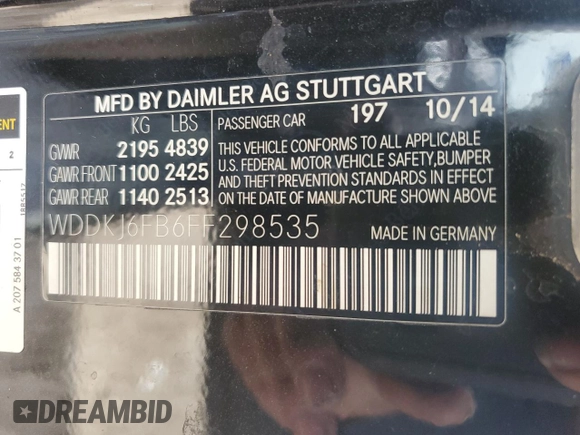 MFD BY DAIMLER AG STUTTGART
KG LBS
PASSENGER CAR 197 10/14
GVWR 2195 4839
GAWR FRONT 1100 2425
GAWR REAR 1140 2513
THIS VEHICLE CONFORMS TO ALL APPLICABLE
U.S. FEDERAL MOTOR VEHICLE SAFETY,BUMPER
AND THEFT PREVENTION STANDARDS IN EFFECT
ON THE DATE OF MANUFACTURE SHOWN ABOVE
WDDKJ6FB6FF298535
MADE IN GERMANY
2
A 207 584 37 01
DREAMBID